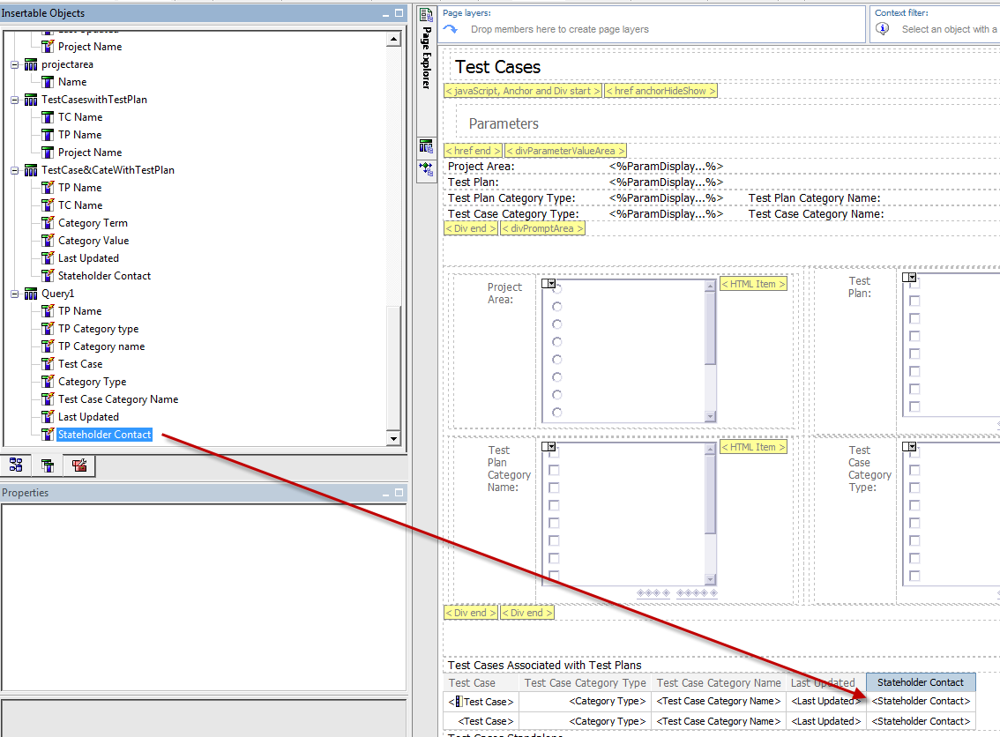 Insertable Objects
Last Updated
Project Name
projectarea
Name
TestCaseswithTestPlan
TC Name
TP Name
Project Name
TestCase&CateWithTestPlan
TP Name
TC Name
Category Term
Category Value
Last Updated
Stakeholder Contact
Query1
TP Name
TP Category type
TP Category name
Test Case
Category Type
Test Case Category Name
Last Updated
Stateholder Contact
Properties
Page Explorer
Page layers:
Drop members here to create page layers
Context filter:
Select an object with a
Test Cases
< javaScript, Anchor and Div start > < href anchorHideShow >
Parameters
< href end > < divParameterValueArea >
Project Area: <%ParamDisplay...%>
Test Plan: <%ParamDisplay...%>
Test Plan Category Type: <%ParamDisplay...%> Test Plan Category Name:
Test Case Category Type: <%ParamDisplay...%> Test Case Category Name:
< Div end > < divPromptArea >
Project
Area:
< HTML Item >
Test
Plan:
Test
Plan
Category
Name:
< HTML Item >
Test
Case
Category
Type:
< Div end > < Div end >
Test Cases Associated with Test Plans
Test Case Test Case Category Type Test Case Category Name Last Updated Stateholder Contact
<Test Case> <Category Type> <Test Case Category Name> <Last Updated> <Stateholder Contact>
<Test Case> <Category Type> <Test Case Category Name> <Last Updated> <Stateholder Contact>
Test Cases Standalone